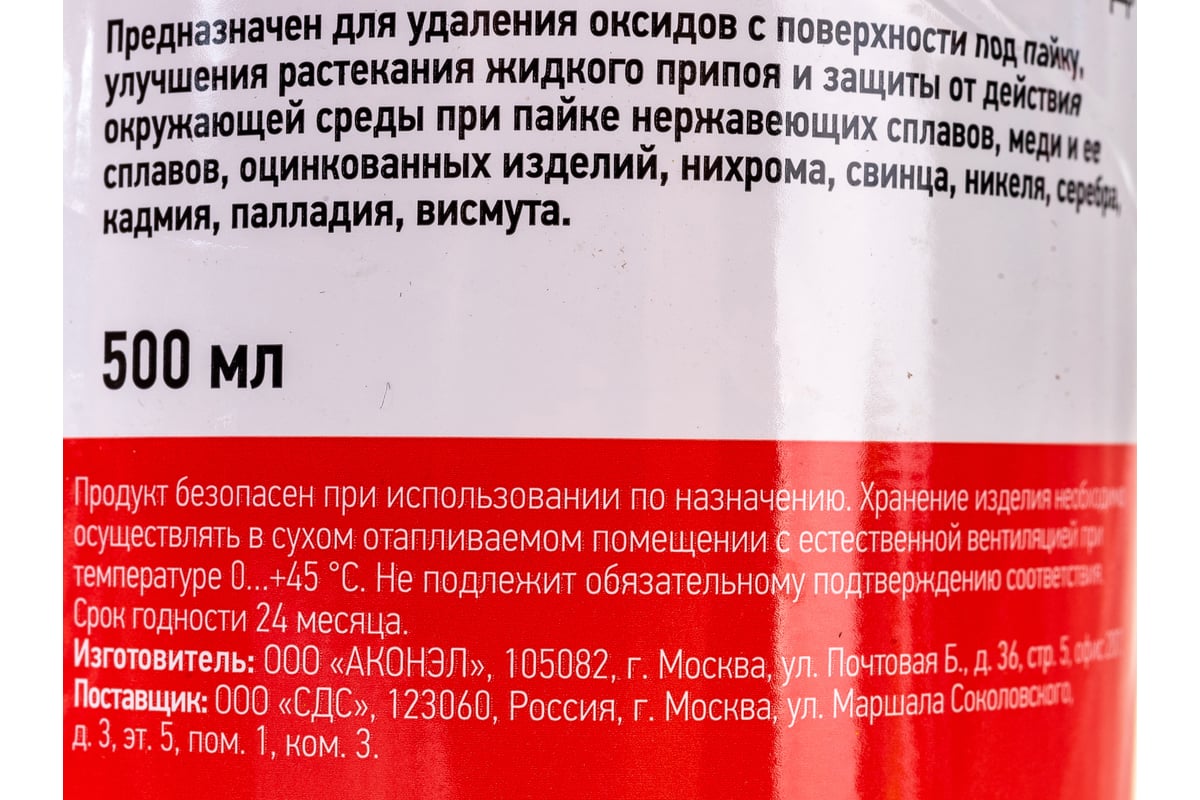 Предназначен для удаления оксидов с поверхности под пайку,
улучшения растекания жидкого припоя и защиты от действия
окружающей среды при пайке нержавеющих сплавов, меди и ее
сплавов, оцинкованных изделий, нихрома, свинца, никеля, серебра,
кадмия, палладия, висмута.
500 мл
Продукт безопасен при использовании по назначению. Хранение изделия необходимо
осуществлять в сухом отапливаемом помещении с естественной вентиляцией при
температуре 0...+45 °C. Не подлежит обязательному подтверждению соответствия.
Срок годности 24 месяца.
Изготовитель: ООО «АКОНЭЛ», 105082, г. Москва, ул. Почтовая Б., д. 36, стр. 5, офис
Поставщик: ООО «СДС», 123060, Россия, г. Москва, ул. Маршала Соколовского,
д. 3, эт. 5, пом. 1, ком. 3.